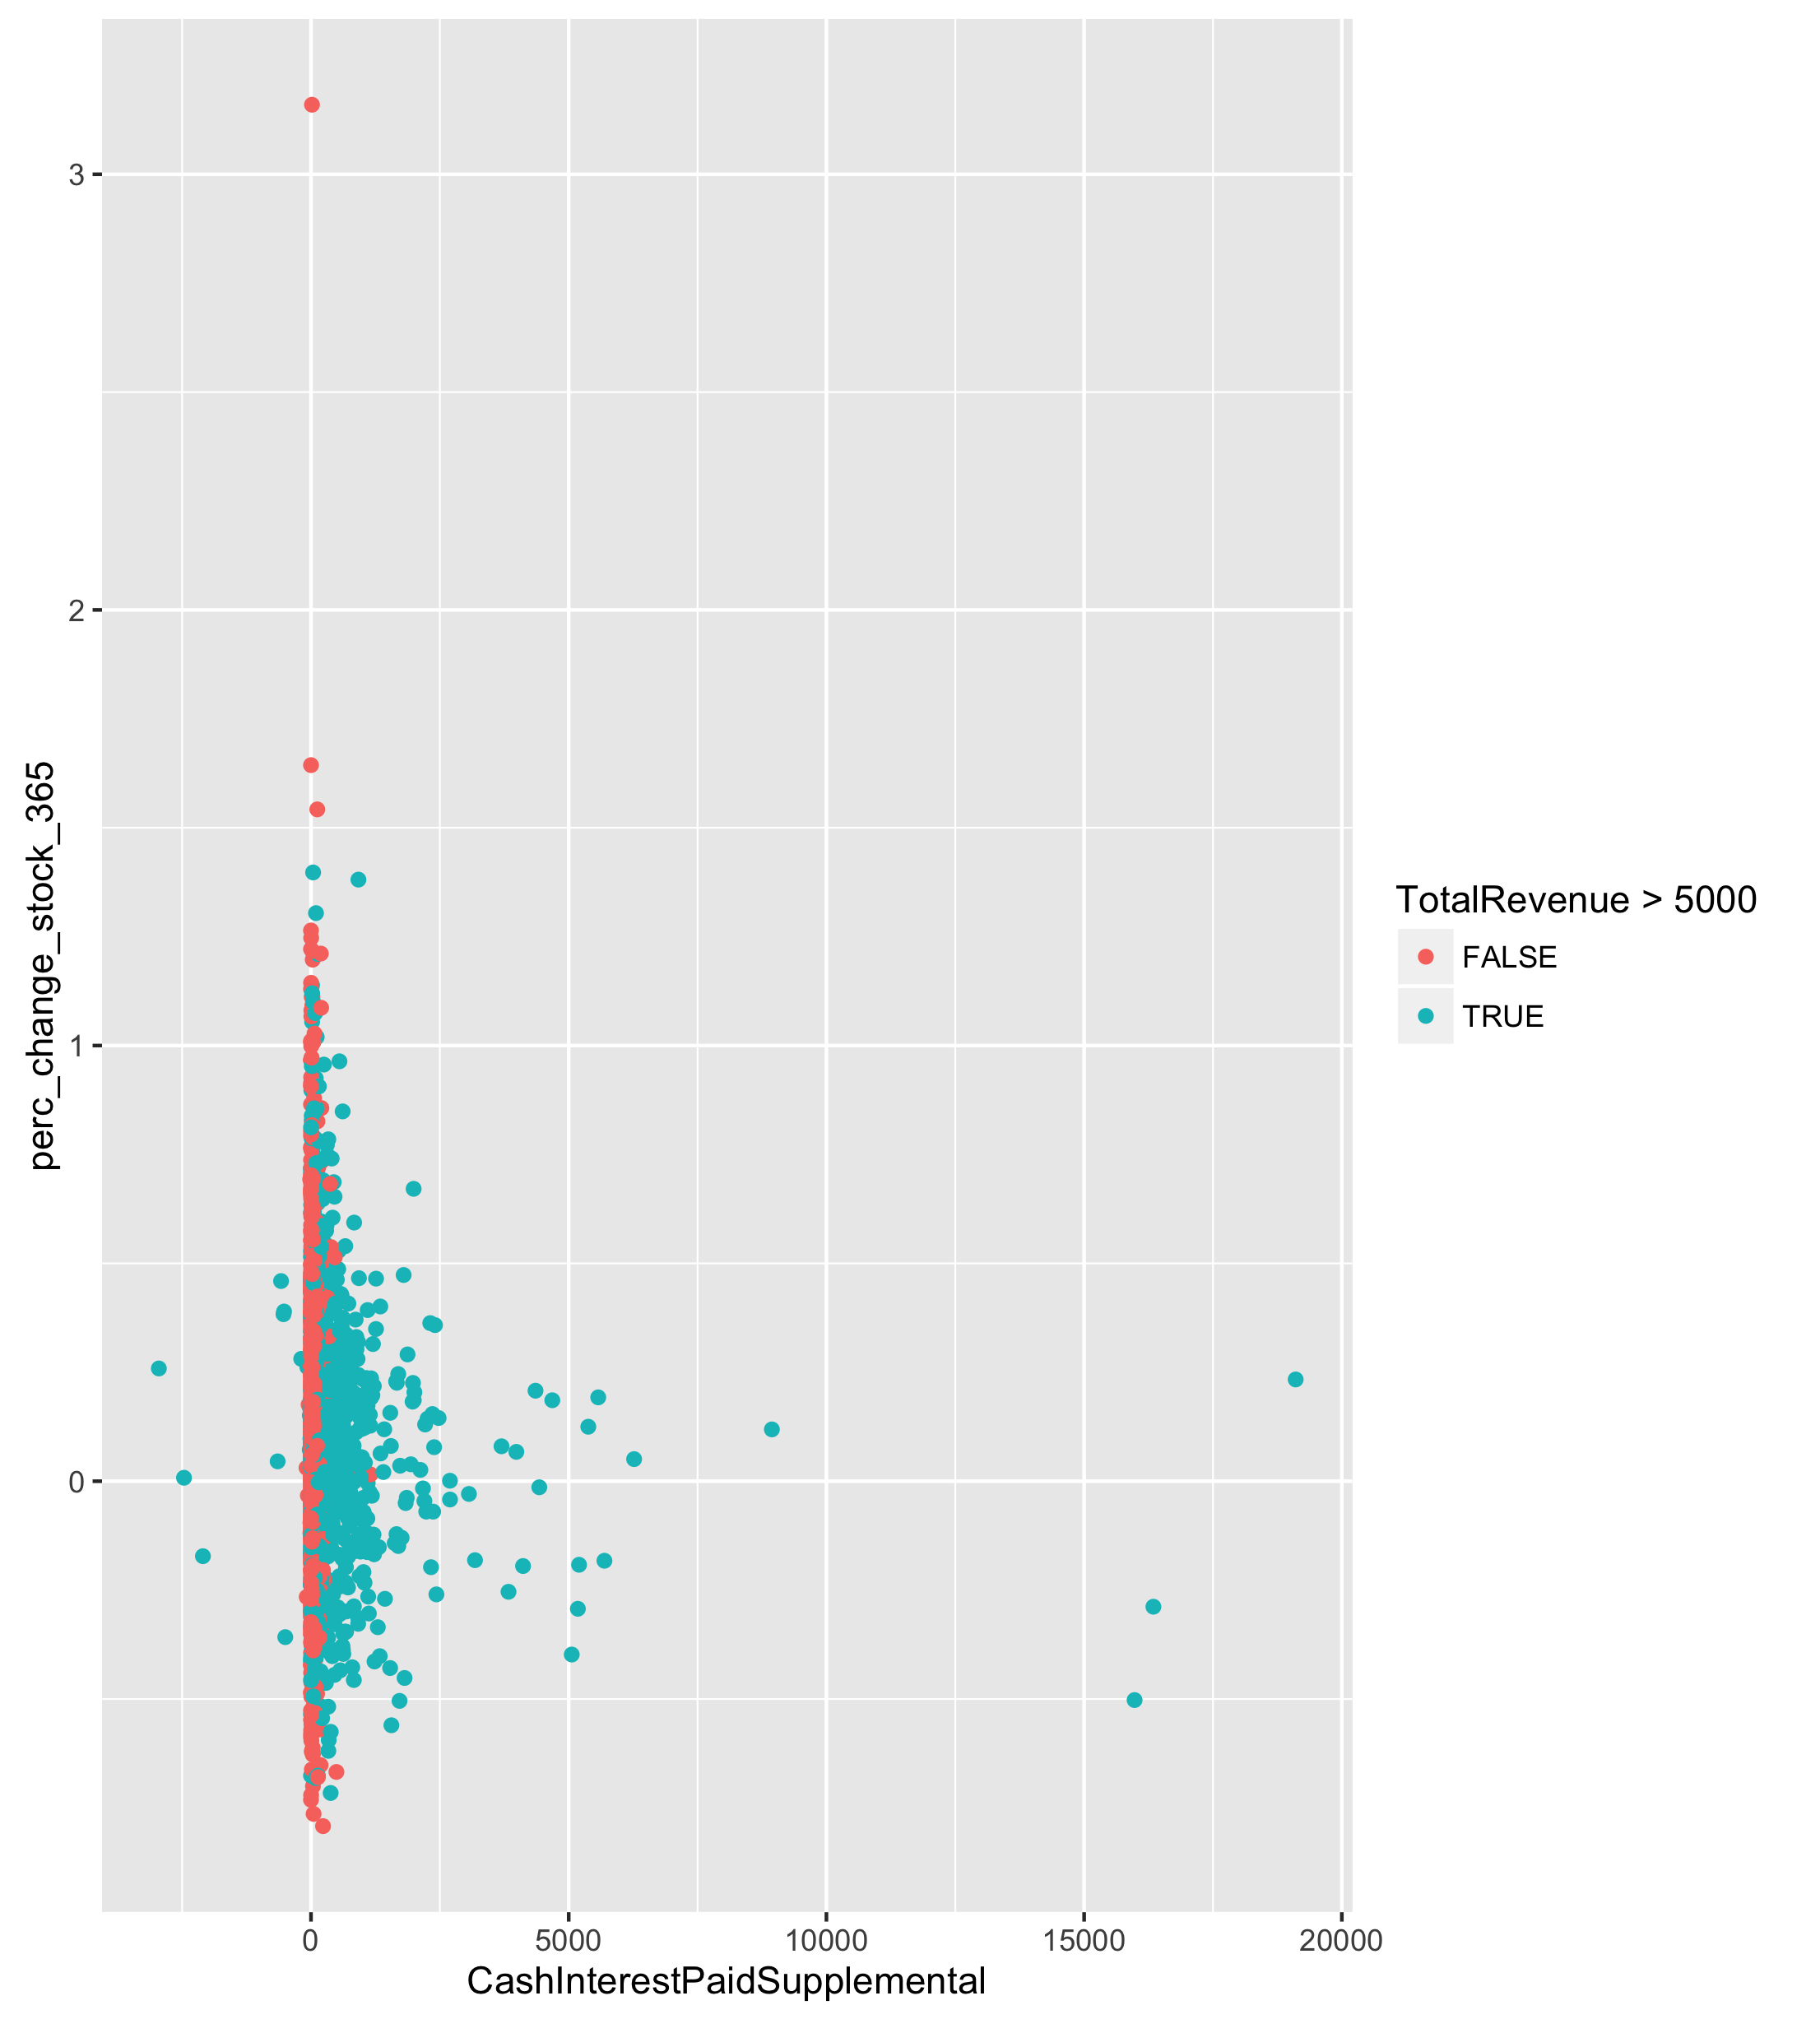 3
2
1
0
perc_change_stock_365
0
5000
10000
15000
20000
CashInterestPaidSupplemental
TotalRevenue > 5000
FALSE
TRUE